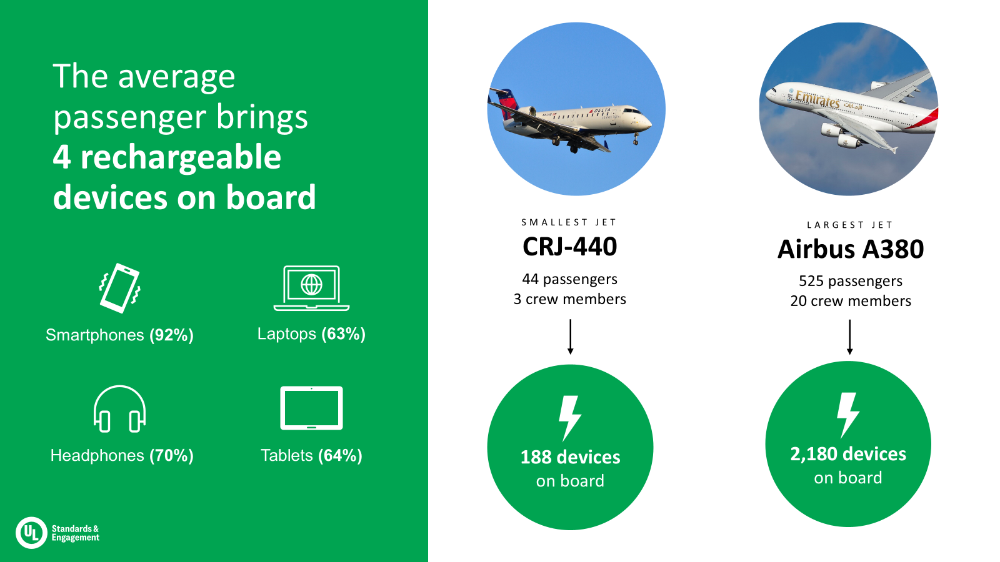 The average
passenger brings
4 rechargeable
devices on board
Smartphones (92%)
Laptops (63%)
Headphones (70%)
Tablets (64%)
UL
Standards &
Engagement
DELTA
Emirates
SMALLEST JET
CRJ-440
44 passengers
3 crew members
188 devices
on board
LARGEST JET
Airbus A380
525 passengers
20 crew members
2,180 devices
on board